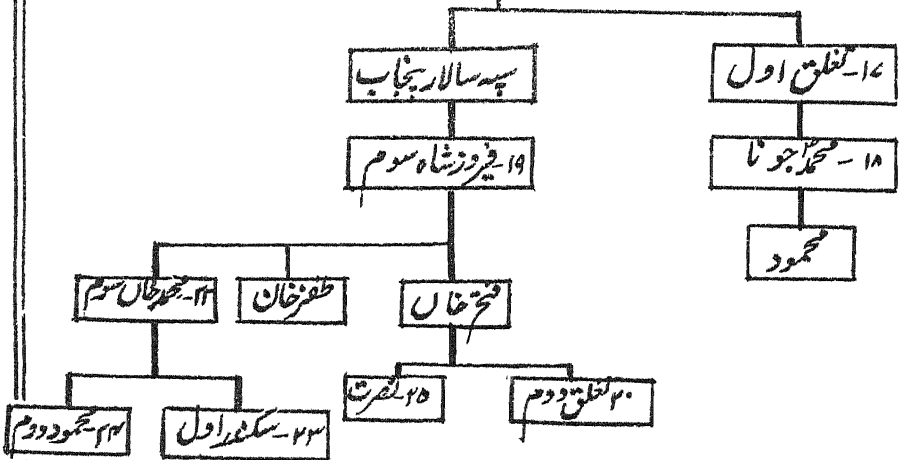 ۱۷-تغلق اول
سپہ سالار پنجاب
۱۸ - محمدؐ جونا
۱۹-فیروز شاہ سوم
محمود
فتح خاں
ظفر خان
۲۲-محمد خاں سوم
۲۰-تغلق دوم
۲۵-نصرت
۲۳-سکندر اول
۲۴-محمود دوم